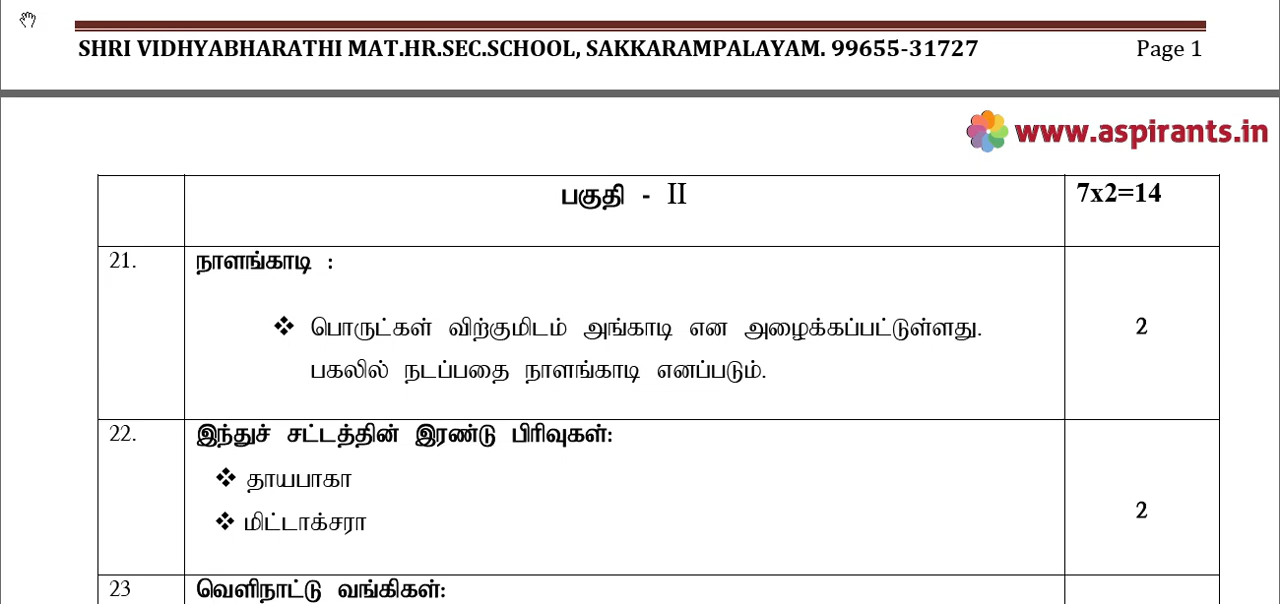 SHRI VIDHYABHARATHI MAT.HR.SEC.SCHOOL, SAKKARAMPALAYAM. 99655-31727 Page 1
www.aspirants.in
பகுதி - II 7x2=14
21. நாளங்காடி :
❖ பொருட்கள் விற்குமிடம் அங்காடி என அழைக்கப்பட்டுள்ளது. 2
பகலில் நடப்பதை நாளங்காடி எனப்படும்.
22. இந்துச் சட்டத்தின் இரண்டு பிரிவுகள்:
❖ தாயபாகா
❖ மிட்டாக்சரா 2
23 வெளிநாட்டு வங்கிகள்: